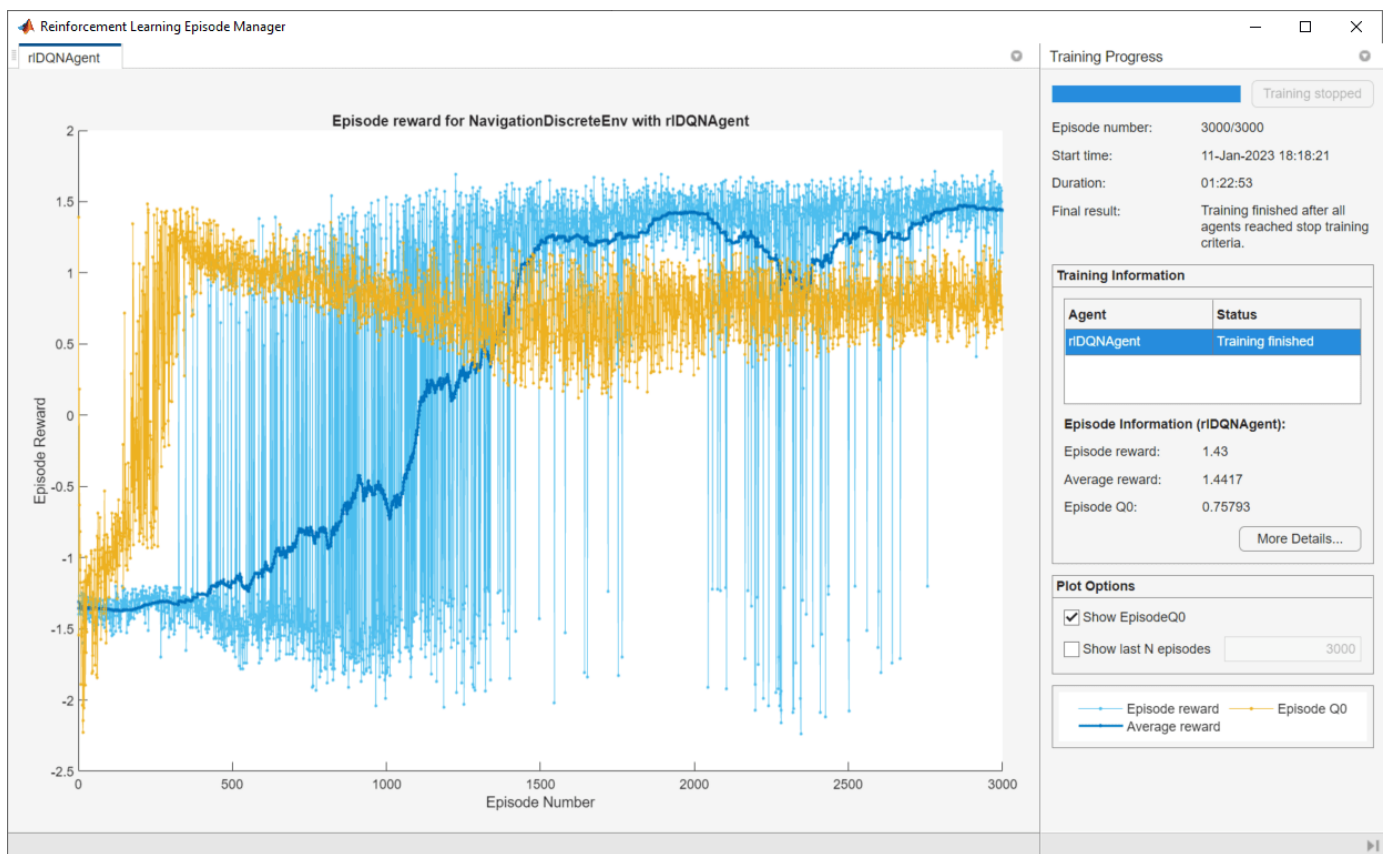 Reinforcement Learning Episode Manager
rlDQNAgent
Episode reward for NavigationDiscreteEnv with rlDQNAgent
2
1.5
1
0.5
0
-0.5
-1
-1.5
-2
-2.5
Episode Reward
0 500 1000 1500 2000 2500 3000
Episode Number
Training Progress
Training stopped
Episode number: 3000/3000
Start time: 11-Jan-2023 18:18:21
Duration: 01:22:53
Final result: Training finished after all
agents reached stop training
criteria.
Training Information
Agent Status
rlDQNAgent Training finished
Episode Information (rlDQNAgent):
Episode reward: 1.43
Average reward: 1.4417
Episode Q0: 0.75793
More Details...
Plot Options
Show EpisodeQ0
Show last N episodes 3000
Episode reward Episode Q0
Average reward